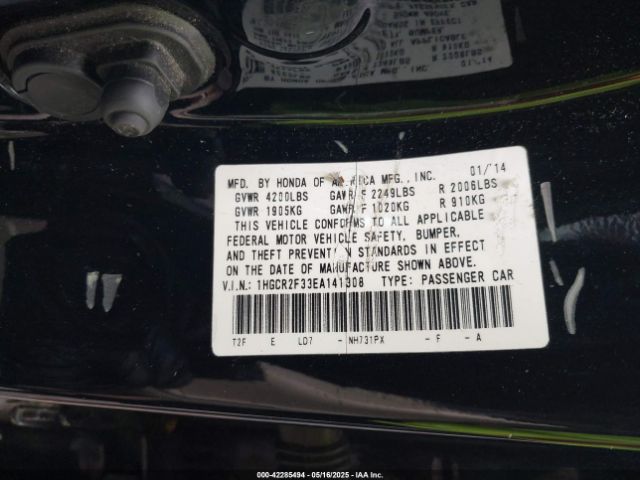 MFD. BY HONDA OF AMERICA MFG., INC. 01/'14
GVWR 4200LBS GAWR F 2249LBS R 2006LBS
GVWR 1905KG GAWR F 1020KG R 910KG
THIS VEHICLE CONFORMS TO ALL APPLICABLE
FEDERAL MOTOR VEHICLE SAFETY, BUMPER,
AND THEFT PREVENTION STANDARDS IN EFFECT
ON THE DATE OF MANUFACTURE SHOWN ABOVE.
V.I.N.: 1HGCR2F33EA141308 TYPE: PASSENGER CAR
T2F E LD7 - NH731PX - F - A
000-42285494 - 05/16/2025 - IAA Inc.